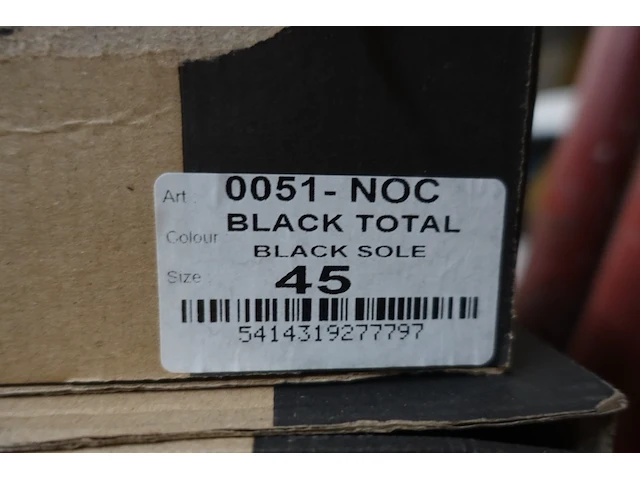 Art : 0051- NOC
Colour BLACK TOTAL
BLACK SOLE
Size : 45
5414319277797